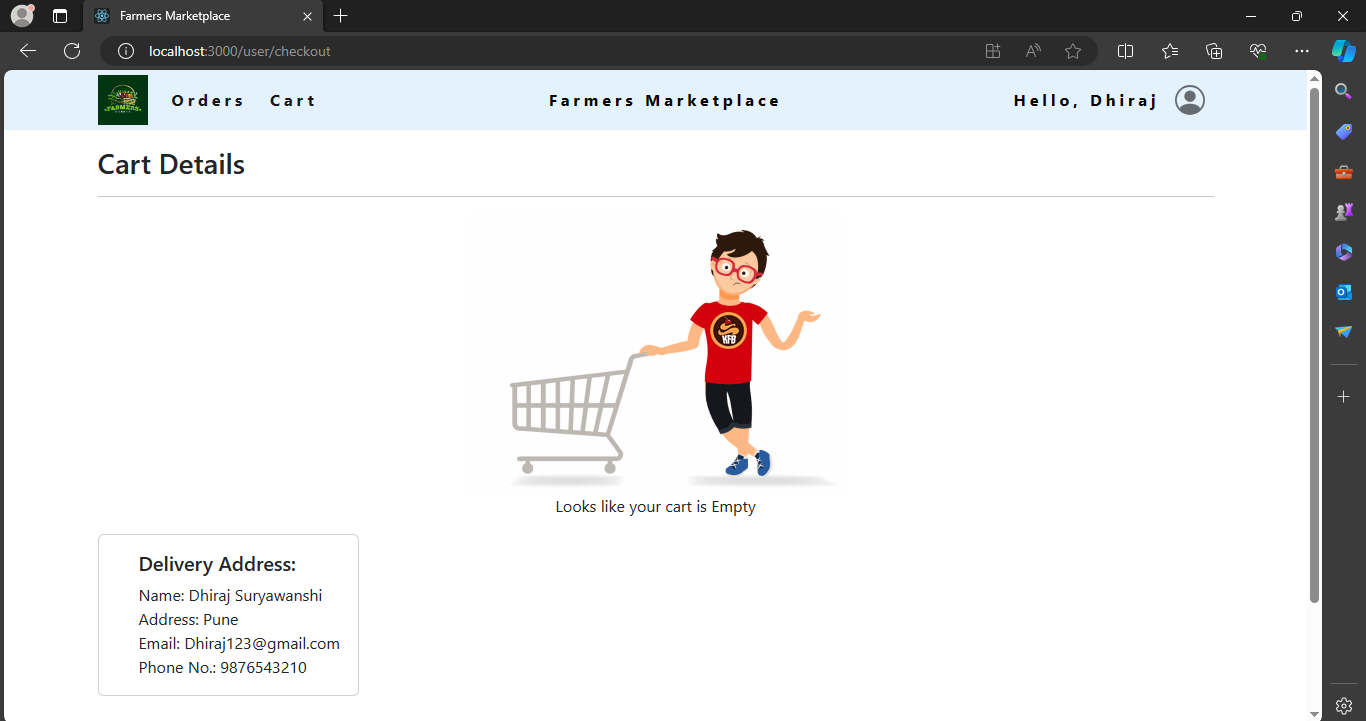 Farmers Marketplace
localhost:3000/user/checkout
FARMERS
Orders Cart Farmers Marketplace Hello, Dhiraj
Cart Details
KFB
Looks like your cart is Empty
Delivery Address:
Name: Dhiraj Suryawanshi
Address: Pune
Email: Dhiraj123@gmail.com
Phone No.: 9876543210